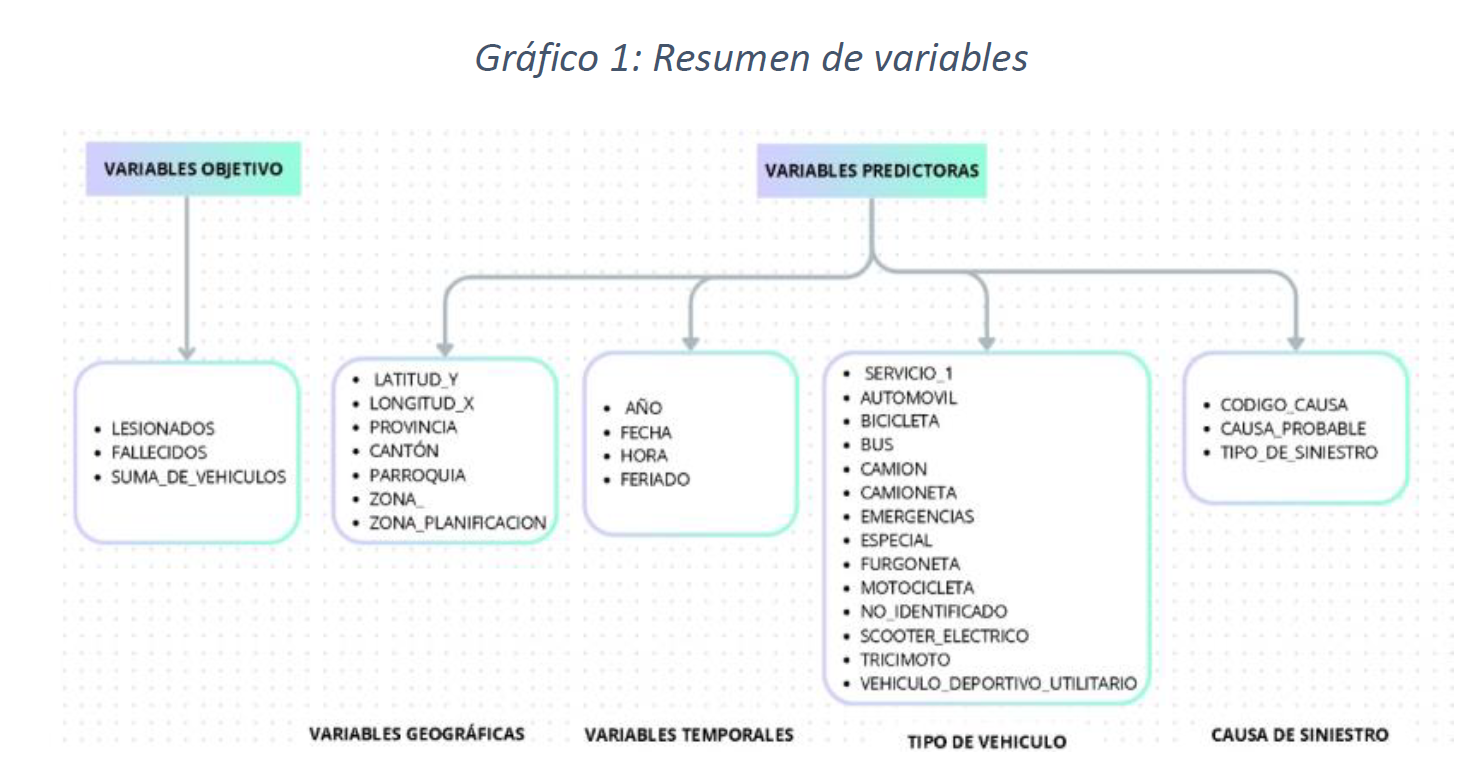 Gráfico 1: Resumen de variables
VARIABLES OBJETIVO
VARIABLES PREDICTORAS
• LESIONADOS
• FALLECIDOS
• SUMA_DE_VEHICULOS
• LATITUD_Y
• LONGITUD_X
• PROVINCIA
• CANTÓN
• PARROQUIA
• ZONA_
• ZONA_PLANIFICACION
• AÑO
• FECHA
• HORA
• FERIADO
• SERVICIO_1
• AUTOMOVIL
• BICICLETA
• BUS
• CAMION
• CAMIONETA
• EMERGENCIAS
• ESPECIAL
• FURGONETA
• MOTOCICLETA
• NO_IDENTIFICADO
• SCOOTER_ELECTRICO
• TRICIMOTO
• VEHICULO_DEPORTIVO_UTILITARIO
• CODIGO_CAUSA
• CAUSA_PROBABLE
• TIPO_DE_SINIESTRO
VARIABLES GEOGRÁFICAS
VARIABLES TEMPORALES
TIPO DE VEHICULO
CAUSA DE SINIESTRO